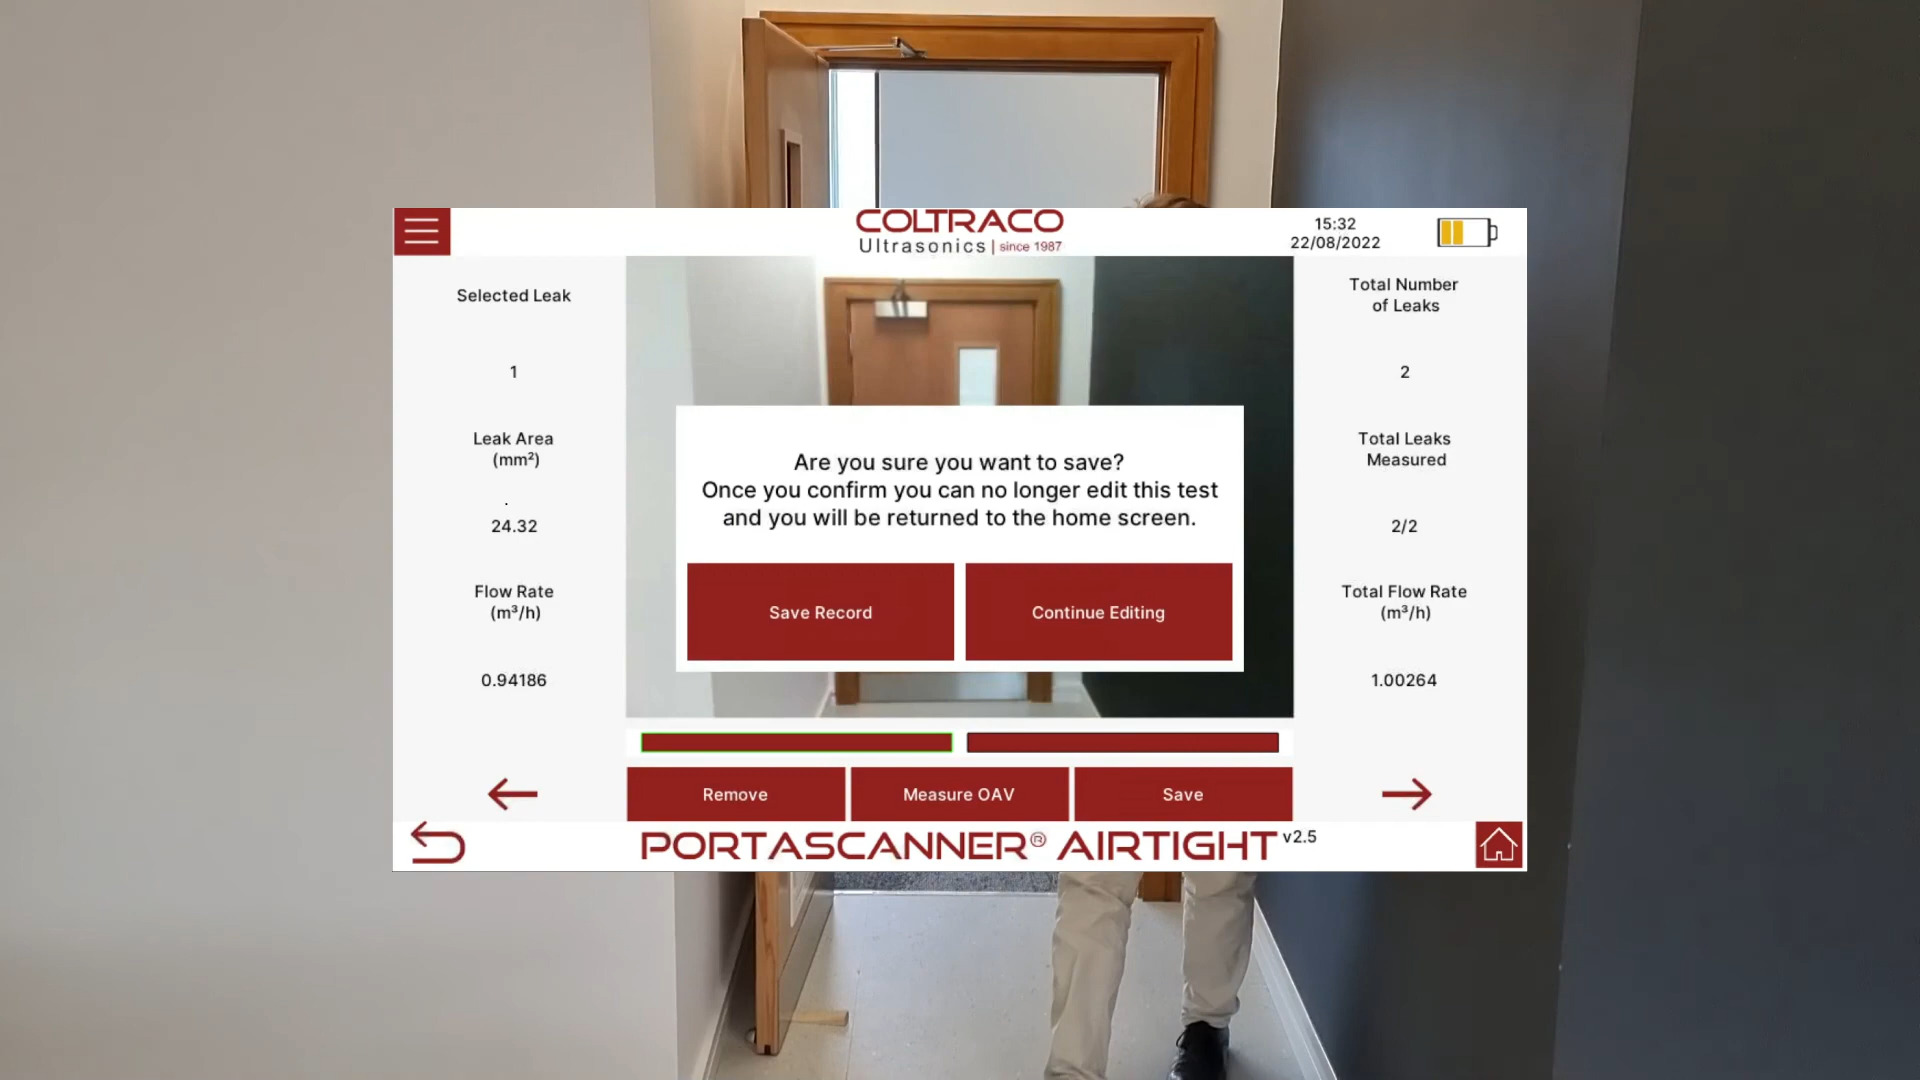 COLTRACO
Ultrasonics | since 1987
15:32
22/08/2022
Selected Leak
1
Leak Area
(mm²)
24.32
Flow Rate
(m³/h)
0.94186
Are you sure you want to save?
Once you confirm you can no longer edit this test
and you will be returned to the home screen.
Save Record
Continue Editing
Total Number
of Leaks
2
Total Leaks
Measured
2/2
Total Flow Rate
(m³/h)
1.00264
Remove
Measure OAV
Save
PORTASCANNER® AIRTIGHT v2.5